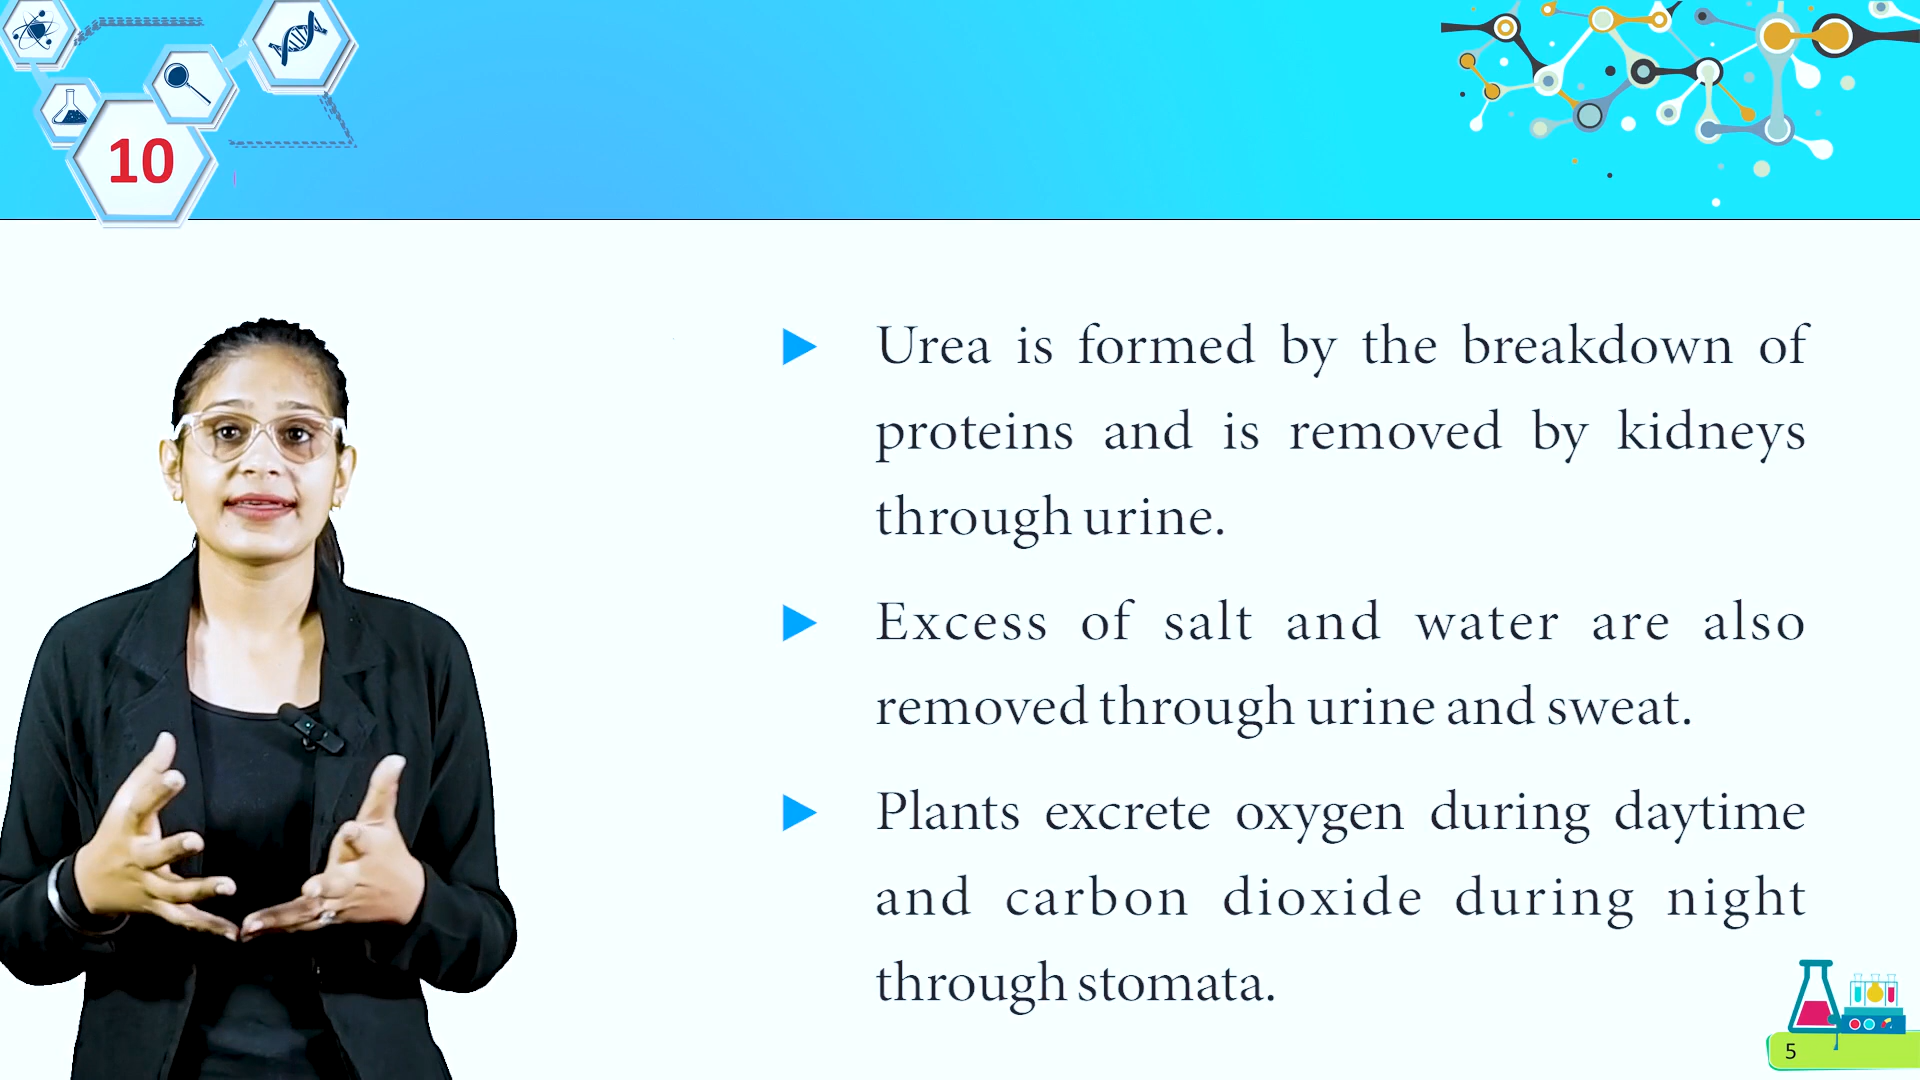 10
Urea is formed by the breakdown of
proteins and is removed by kidneys
through urine.
Excess of salt and water are also
removed through urine and sweat.
Plants excrete oxygen during daytime
and carbon dioxide during night
through stomata.
5